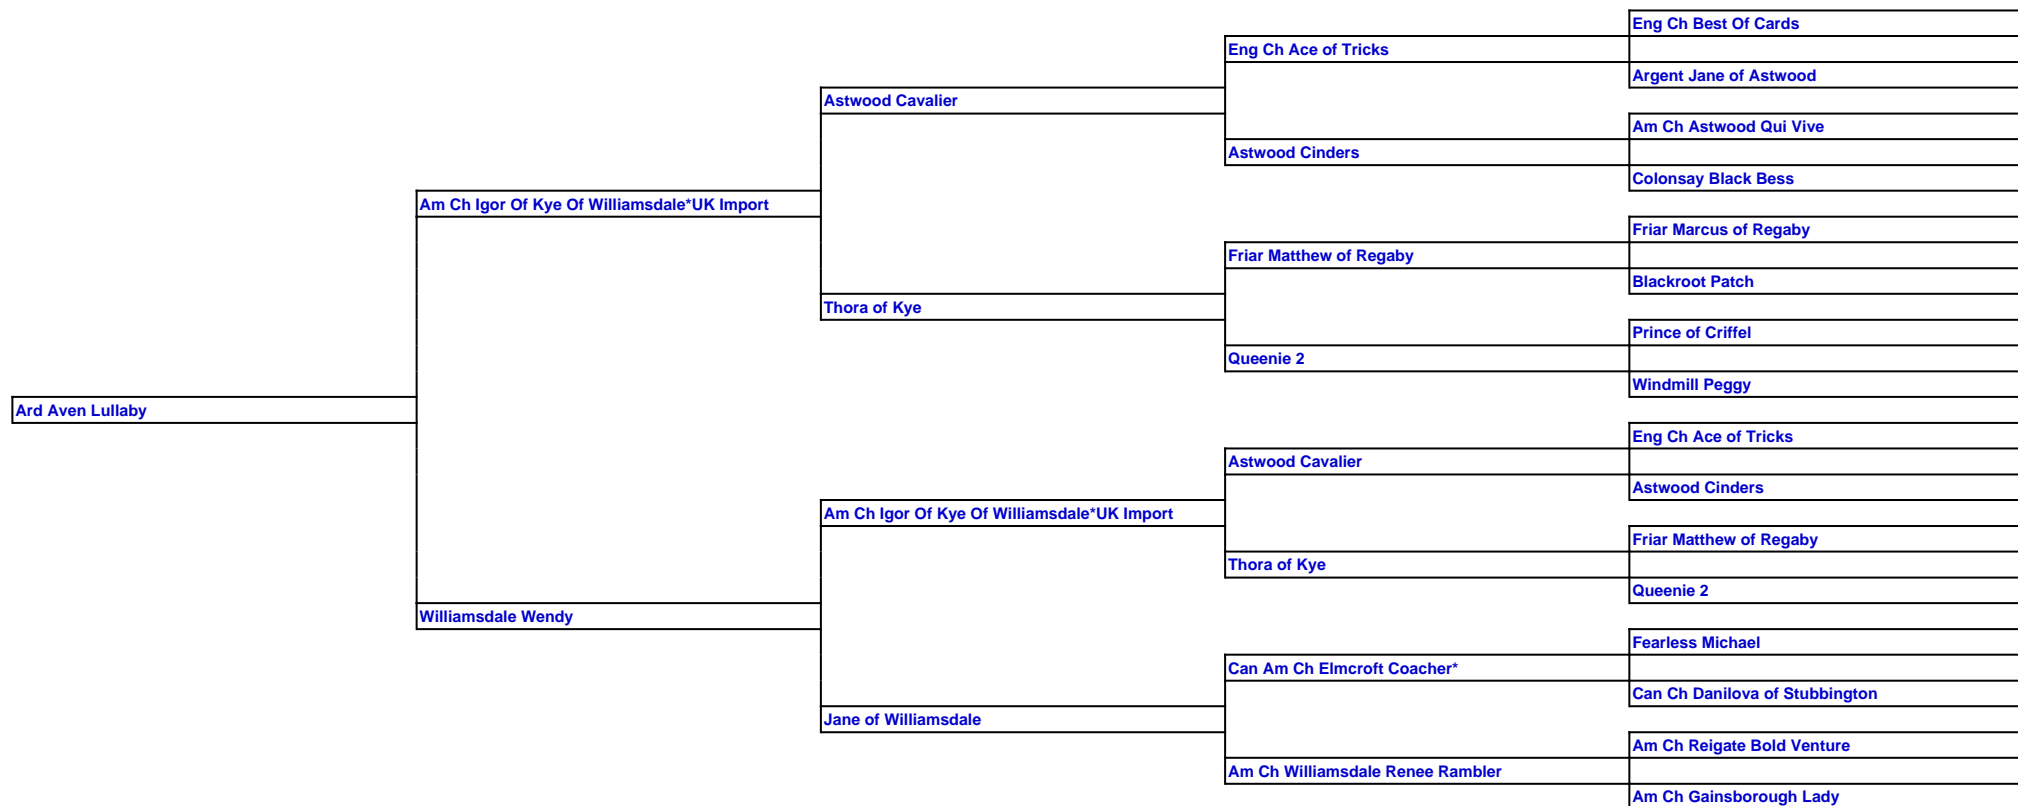 Eng Ch Best Of Cards
Eng Ch Ace of Tricks
Argent Jane of Astwood
Astwood Cavalier
Am Ch Astwood Qui Vive
Astwood Cinders
Colonsay Black Bess
Am Ch Igor Of Kye Of Williamsdale*UK Import
Friar Marcus of Regaby
Friar Matthew of Regaby
Blackroot Patch
Thora of Kye
Prince of Criffel
Queenie 2
Windmill Peggy
Ard Aven Lullaby
Eng Ch Ace of Tricks
Astwood Cavalier
Astwood Cinders
Am Ch Igor Of Kye Of Williamsdale*UK Import
Friar Matthew of Regaby
Thora of Kye
Queenie 2
Williamsdale Wendy
Fearless Michael
Can Am Ch Elmcroft Coacher*
Can Ch Danilova of Stubbington
Jane of Williamsdale
Am Ch Reigate Bold Venture
Am Ch Williamsdale Renee Rambler
Am Ch Gainsborough Lady